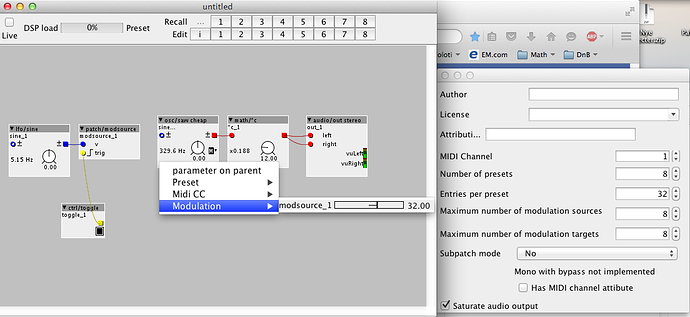 untitled
Live
DSP load 0% Preset
Recall ... 1 2 3 4 5 6 7 8
Edit i 1 2 3 4 5 6 7 8
lfo/sine
sine_1
5.15 Hz
0.00
patch/modsource
modsource_1
v
trig
ctrl/toggle
toggle_1
osc/saw cheap
sine...
329.6 Hz
0.00
math/*c
*c_1
x0.188
12.00
audio/out stereo
out_1
left
right
vuLeft
vuRight
parameter on parent
Preset
Midi CC
Modulation
modsource_1 32.00
oloti
EM.com
Math
DnB
ABP
Nye
ster.zip
Pa
Author
License
Attributi...
MIDI Channel 1
Number of presets 8
Entries per preset 32
Maximum number of modulation sources 8
Maximum number of modulation targets 8
Subpatch mode No
Mono with bypass not implemented
Has MIDI channel attibute
Saturate audio output